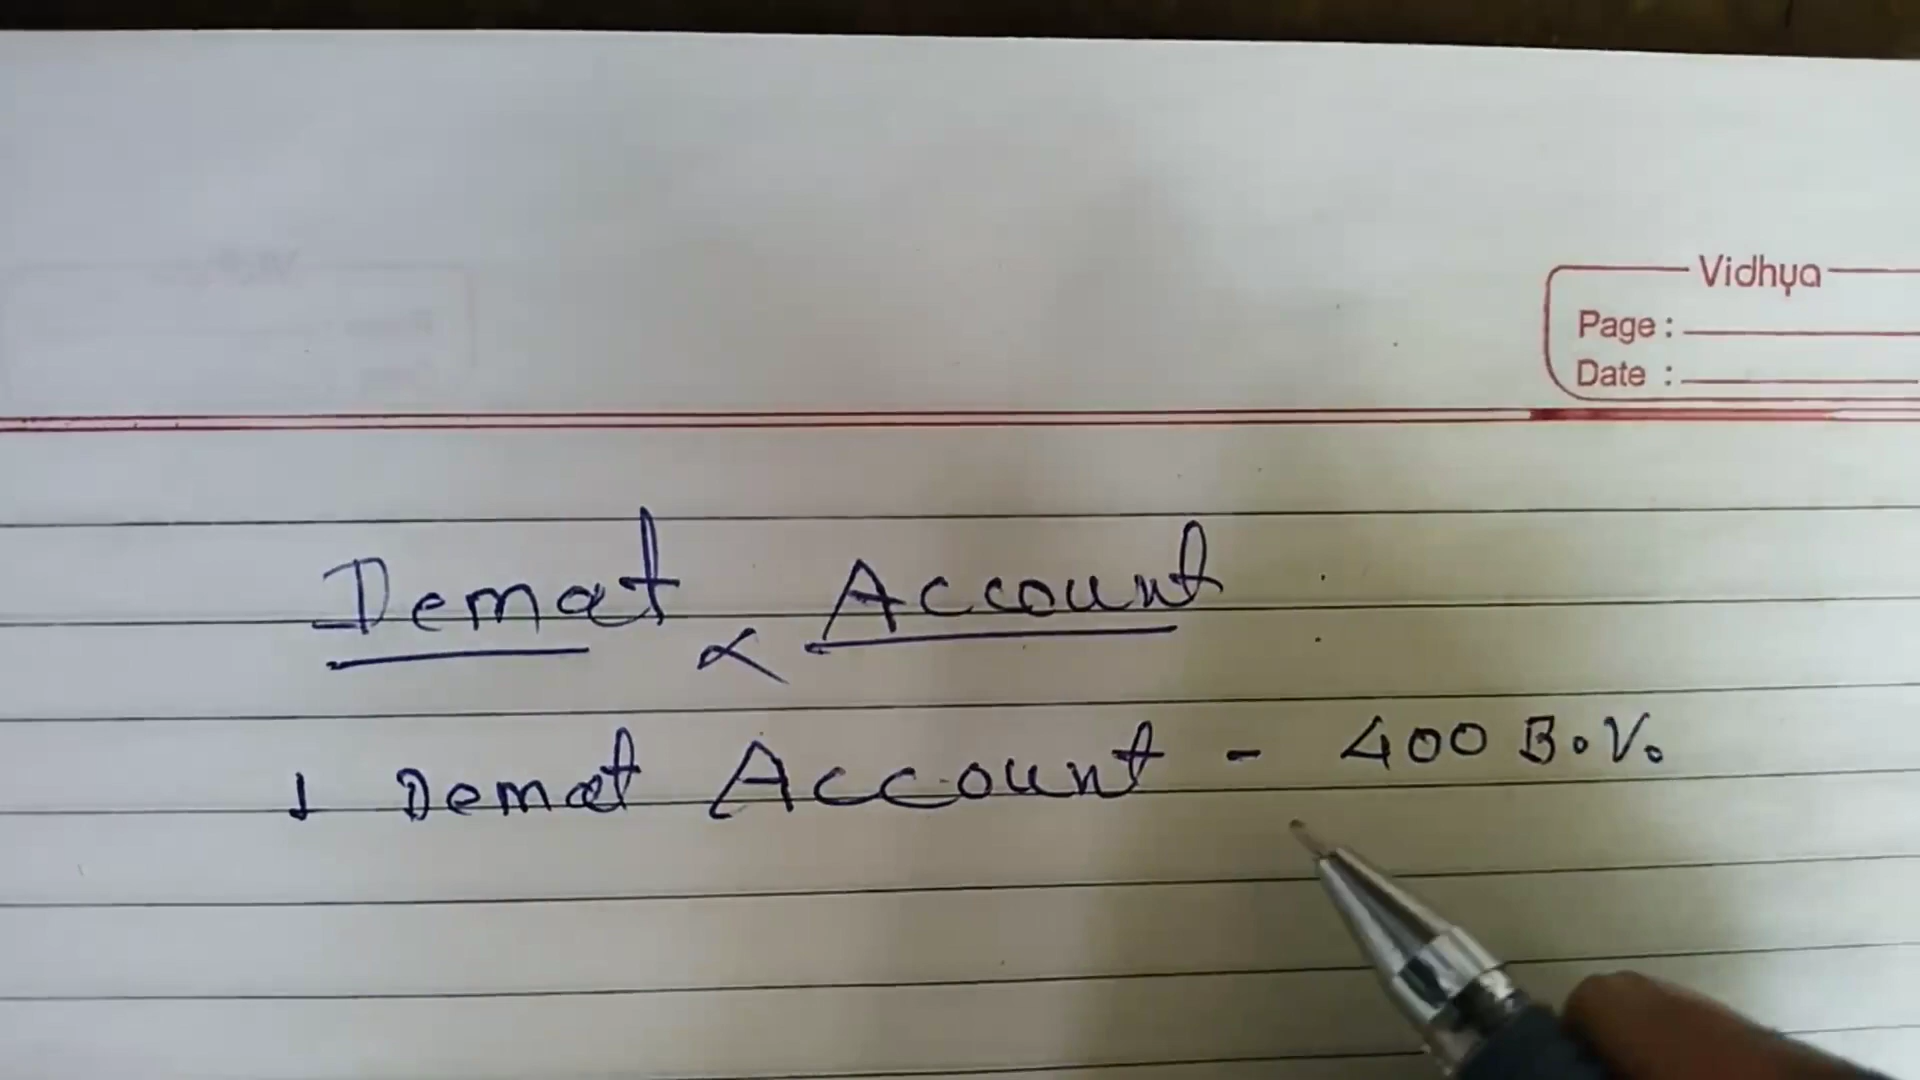 Vidhya
Page :
Date :
Demat Account
1 Demat Account - 400 B.V.